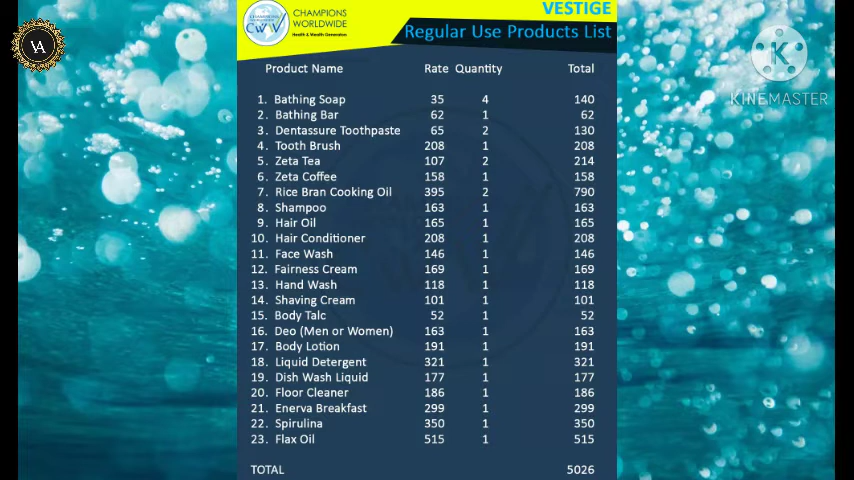 VA
CHAMPIONS
WORLDWIDE
Health & Wealth Generation
CWW
VESTIGE
Regular Use Products List
K
KINEMASTER
Product Name Rate Quantity Total
1. Bathing Soap 35 4 140
2. Bathing Bar 62 1 62
3. Dentassure Toothpaste 65 2 130
4. Tooth Brush 208 1 208
5. Zeta Tea 107 2 214
6. Zeta Coffee 158 1 158
7. Rice Bran Cooking Oil 395 2 790
8. Shampoo 163 1 163
9. Hair Oil 165 1 165
10. Hair Conditioner 208 1 208
11. Face Wash 146 1 146
12. Fairness Cream 169 1 169
13. Hand Wash 118 1 118
14. Shaving Cream 101 1 101
15. Body Talc 52 1 52
16. Deo (Men or Women) 163 1 163
17. Body Lotion 191 1 191
18. Liquid Detergent 321 1 321
19. Dish Wash Liquid 177 1 177
20. Floor Cleaner 186 1 186
21. Enerva Breakfast 299 1 299
22. Spirulina 350 1 350
23. Flax Oil 515 1 515
TOTAL 5026